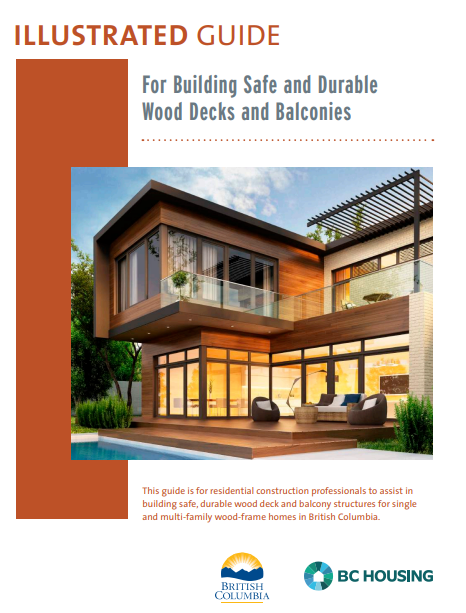 ILLUSTRATED GUIDE
For Building Safe and Durable
Wood Decks and Balconies
This guide is for residential construction professionals to assist in
building safe, durable wood deck and balcony structures for single
and multi-family wood-frame homes in British Columbia.
BRITISH
COLUMBIA
BC HOUSING